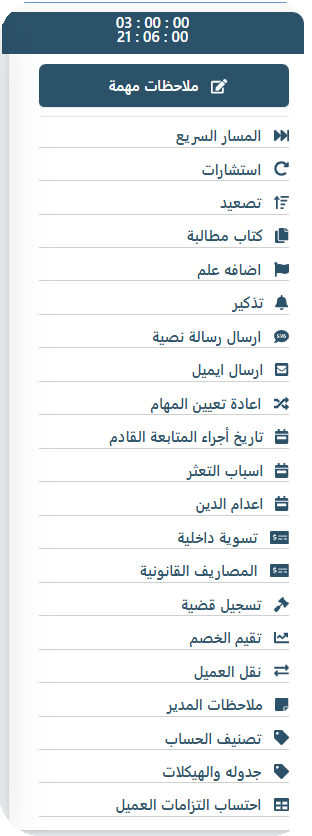 03 : 00 : 00
21 : 06 : 00
ملاحظات مهمة
المسار السريع
استشارات
تصعيد
كتاب مطالبة
اضافه علم
تذكير
ارسال رسالة نصية
ارسال ايميل
اعادة تعيين المهام
تاريخ أجراء المتابعة القادم
اسباب التعثر
اعدام الدين
تسوية داخلية
المصاريف القانونية
تسجيل قضية
تقيم الخصم
نقل العميل
ملاحظات المدير
تصنيف الحساب
جدوله والهيكلات
احتساب التزامات العميل